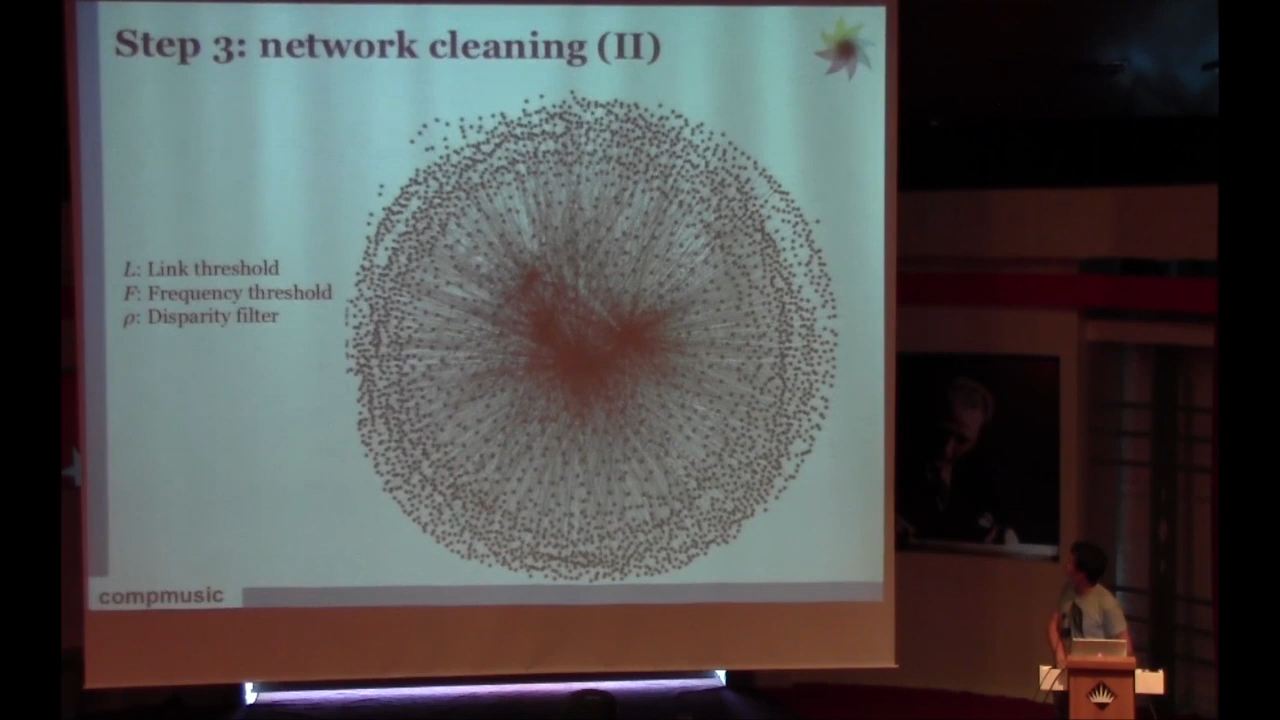 Step 3: network cleaning (II)
L: Link threshold
F: Frequency threshold
ρ: Disparity filter
compmusic